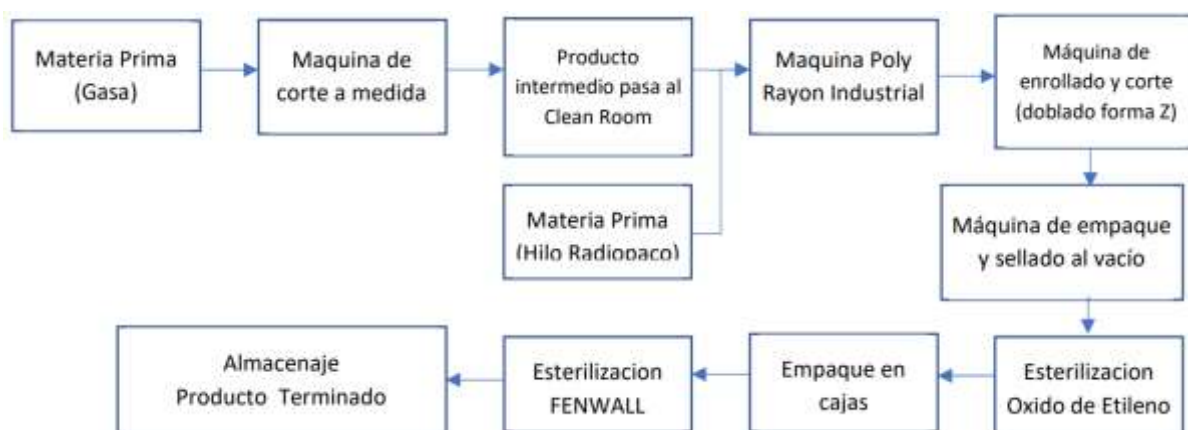 Materia Prima
(Gasa)
Maquina de
corte a medida
Producto
intermedio pasa al
Clean Room
Maquina Poly
Rayon Industrial
Máquina de
enrollado y corte
(doblado forma Z)
Materia Prima
(Hilo Radiopaco)
Máquina de empaque
y sellado al vacío
Almacenaje
Producto Terminado
Esterilizacion
FENWALL
Empaque en
cajas
Esterilizacion
Oxido de Etileno